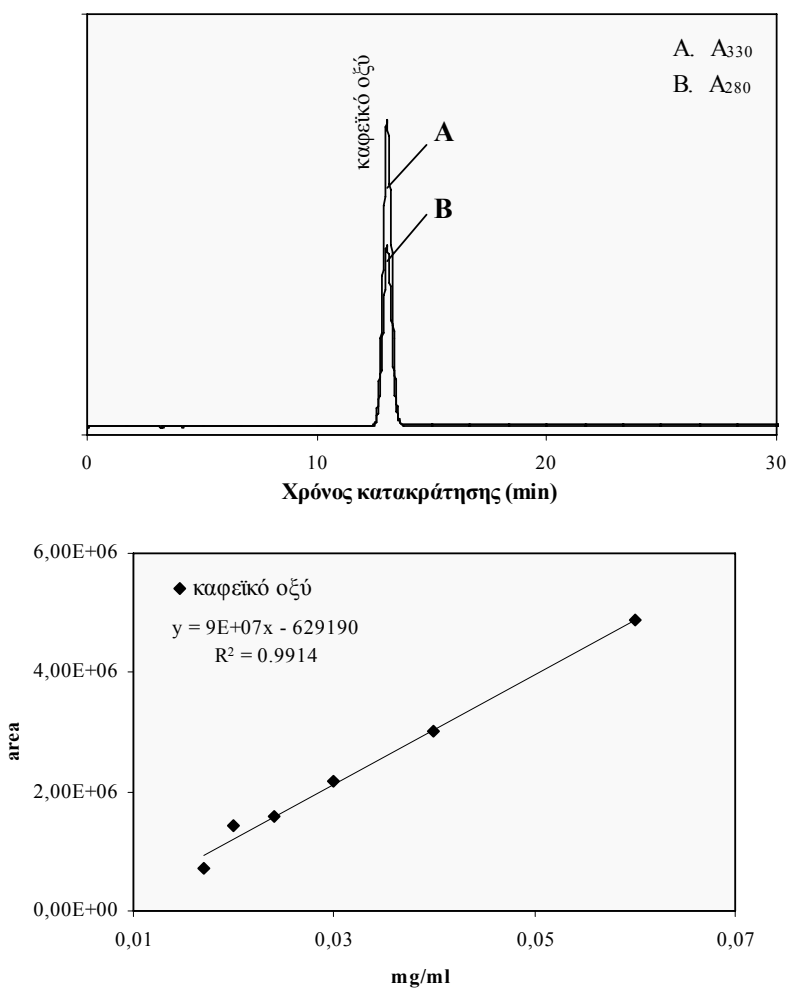 καφεϊκό οξύ
A. A330
B. A280
A
B
0 10 20 30
Χρόνος κατακράτησης (min)
6,00E+06
καφεϊκό οξύ
y = 9E+07x - 629190
R² = 0.9914
4,00E+06
area
2,00E+06
0,00E+00
0,01 0,03 0,05 0,07
mg/ml